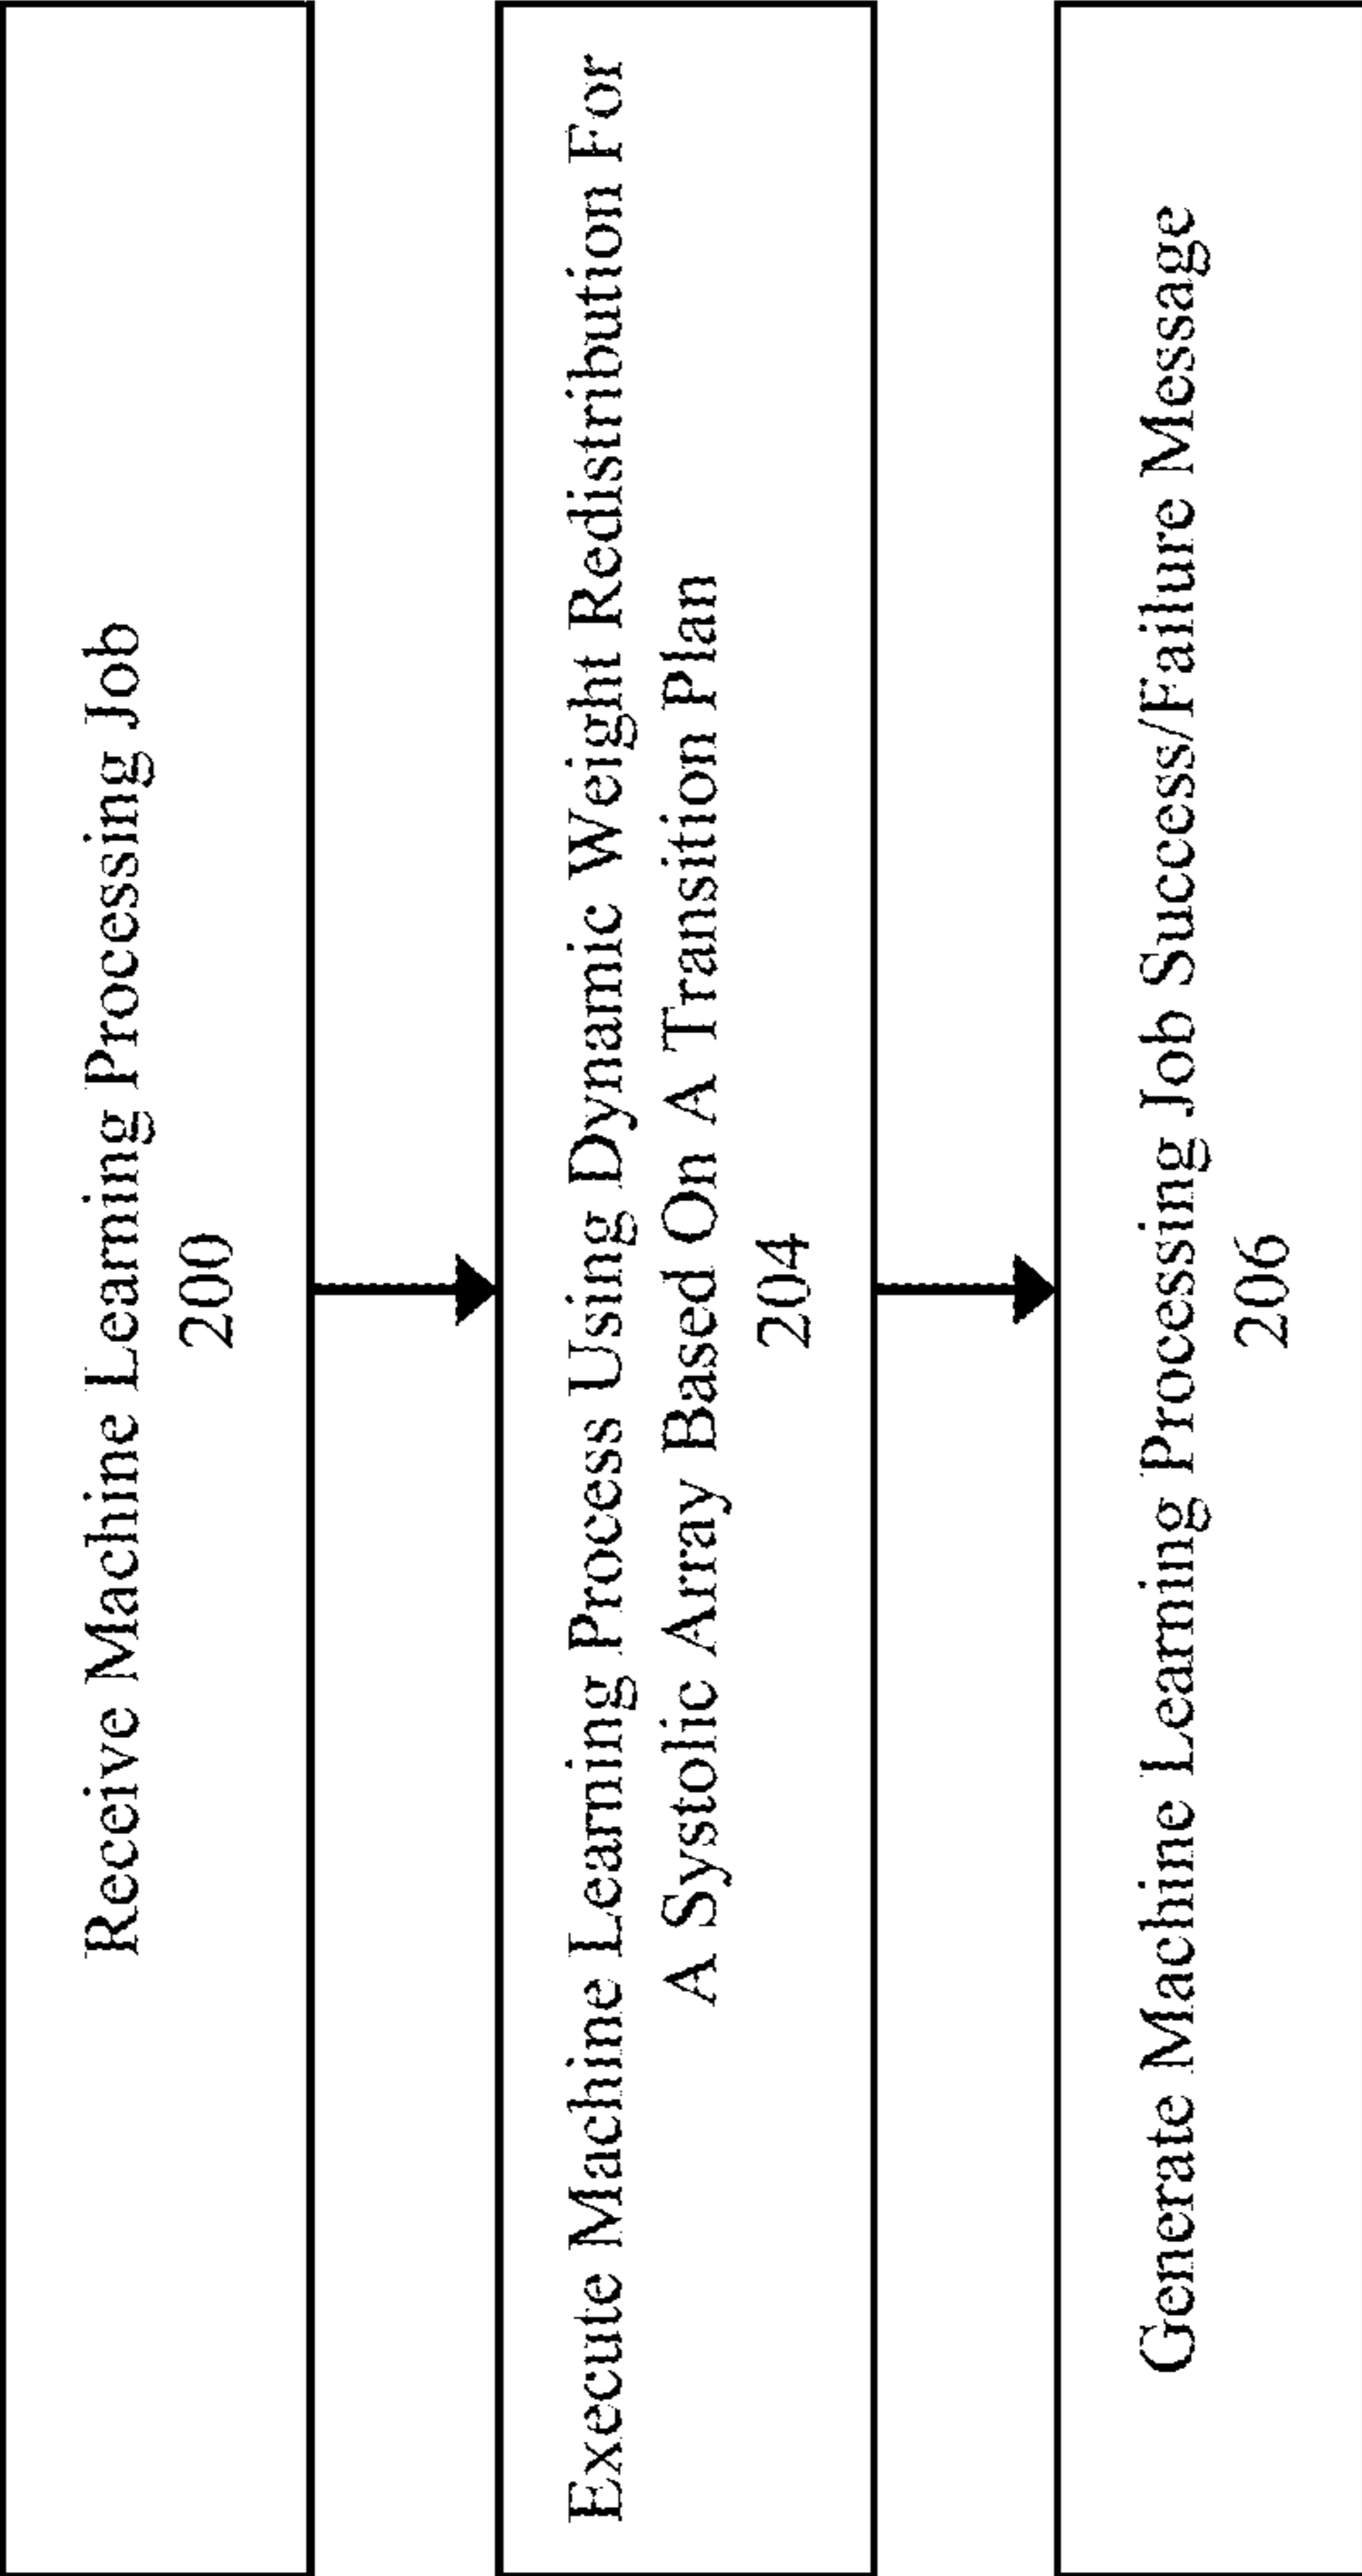 Receive Machine Learning Processing Job
200
Execute Machine Learning Process Using Dynamic Weight Redistribution For
A Systolic Array Based On A Transition Plan
204
Generate Machine Learning Processing Job Success/Failure Message
206